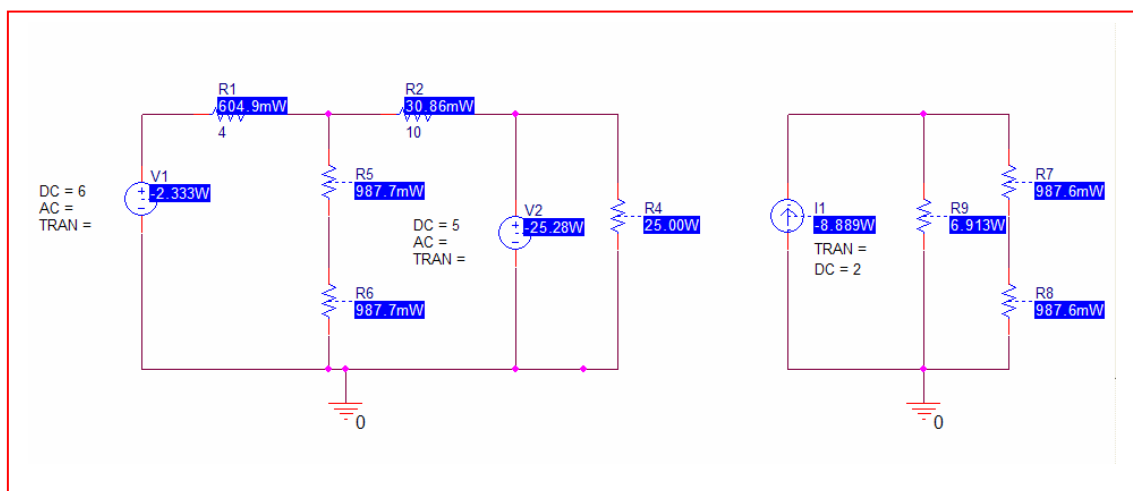 R1
604.9mW
4
R2
30.86mW
10
V1
-2.333W
DC = 6
AC =
TRAN =
R5
987.7mW
R6
987.7mW
V2
-25.28W
DC = 5
AC =
TRAN =
R4
25.00W
0
I1
-8.889W
TRAN =
DC = 2
R9
6.913W
R7
987.6mW
R8
987.6mW
0